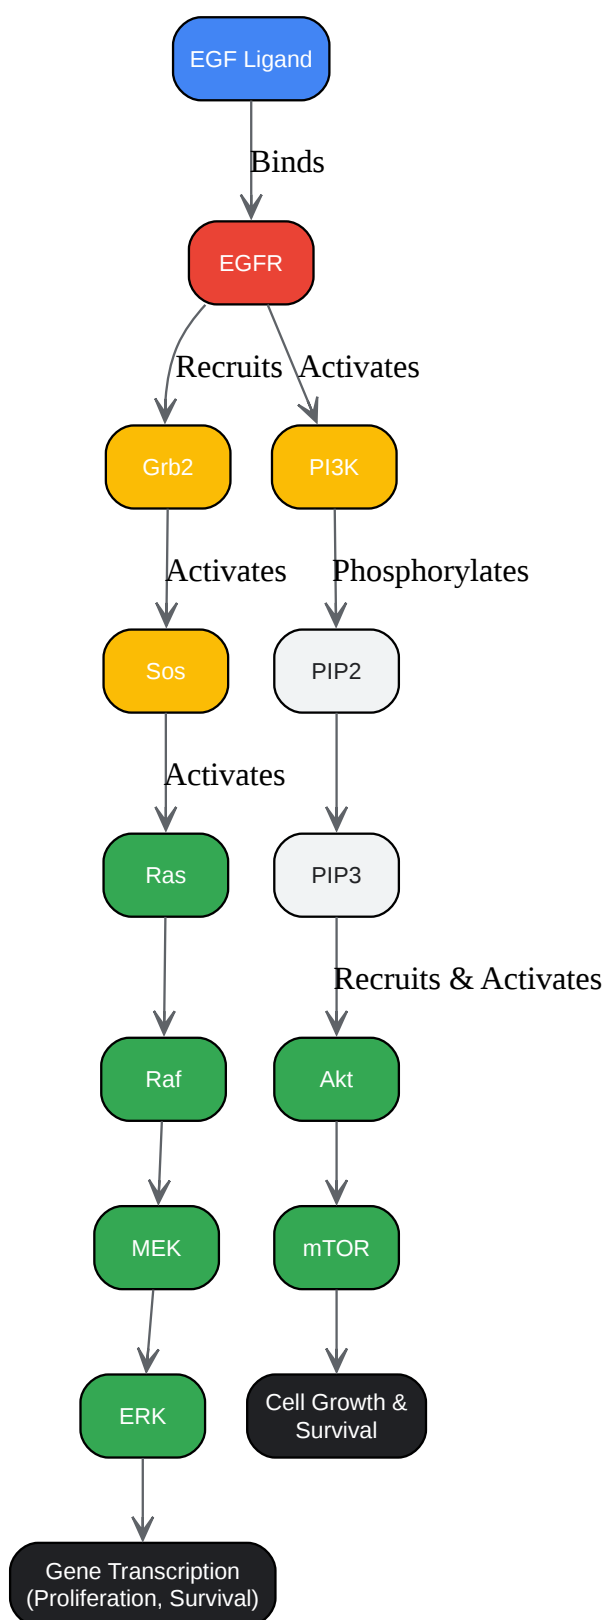 EGF Ligand
Binds
EGFR
Recruits
Activates
Grb2
PI3K
Activates
Phosphorylates
Sos
PIP2
Activates
Ras
PIP3
Recruits & Activates
Raf
Akt
MEK
mTOR
ERK
Cell Growth &
Survival
Gene Transcription
(Proliferation, Survival)